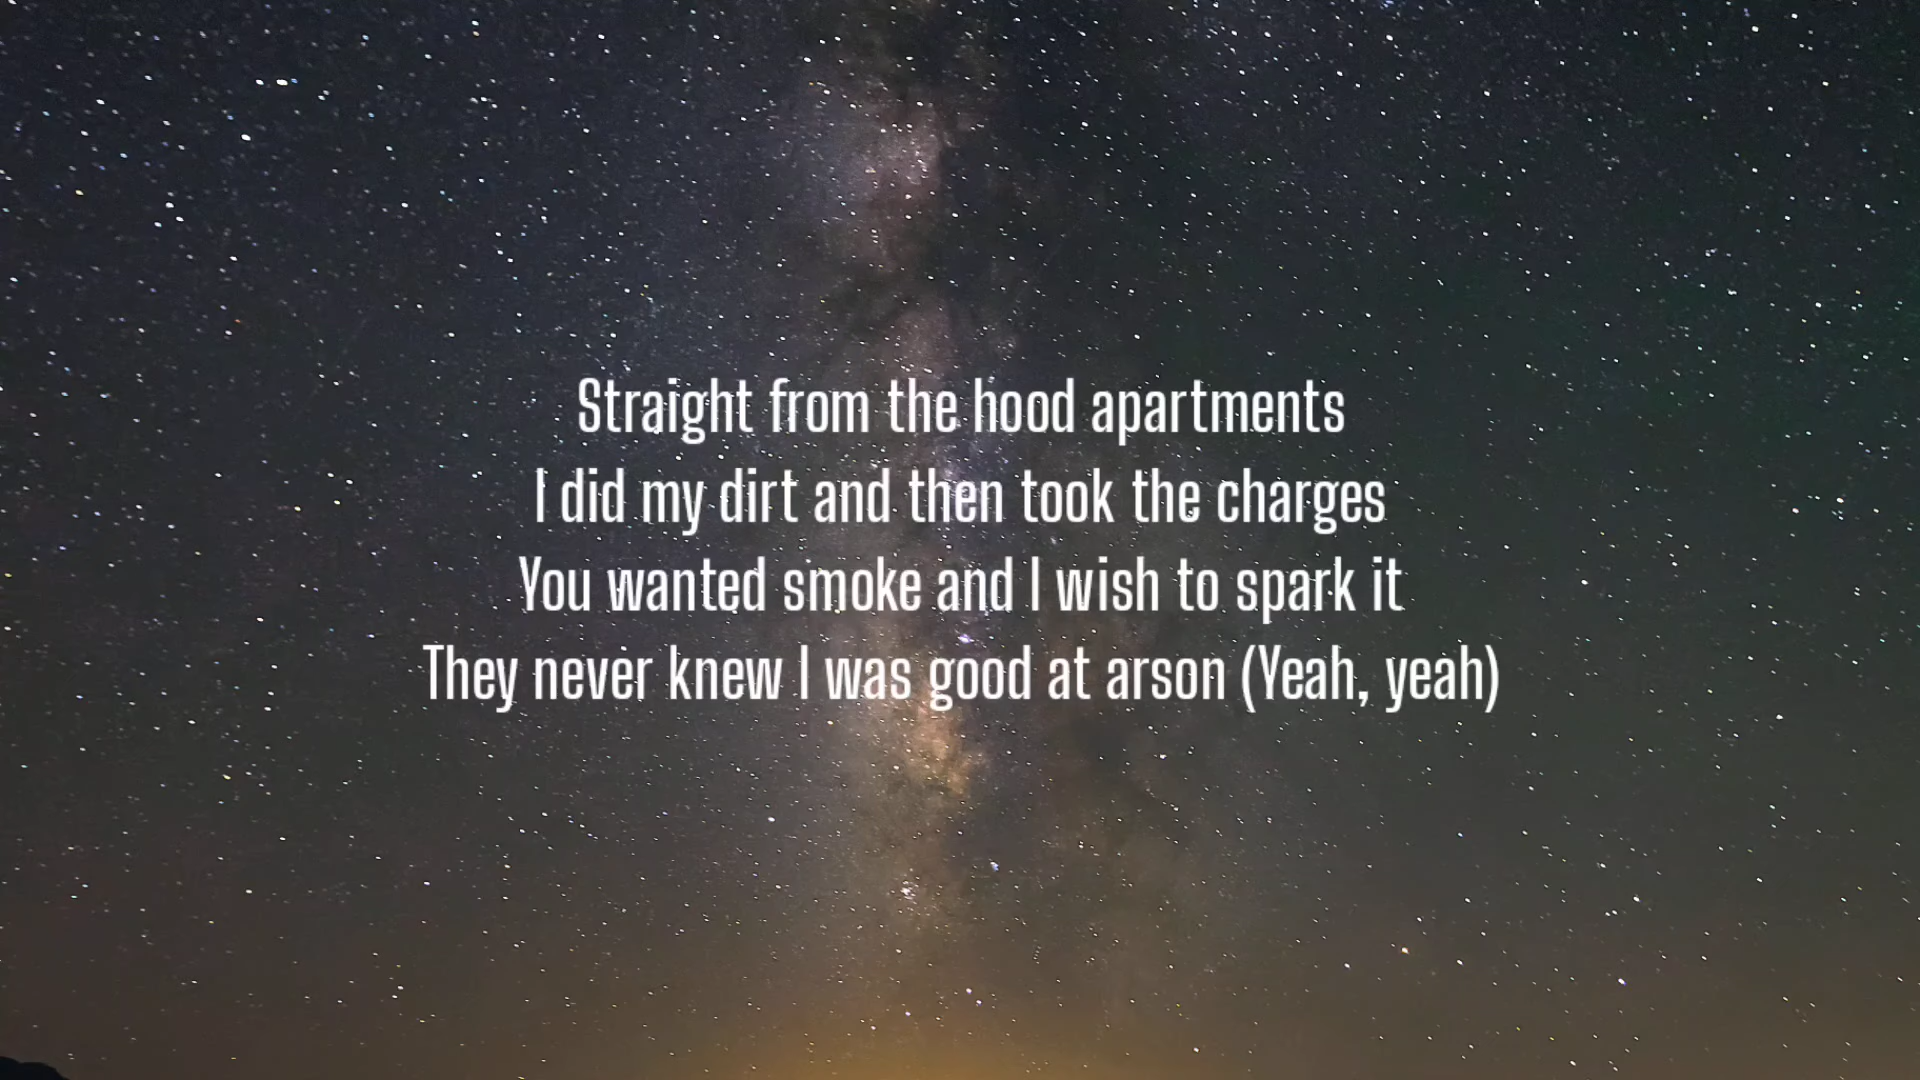 Straight from the hood apartments
I did my dirt and then took the charges
You wanted smoke and I wish to spark it
They never knew I was good at arson (Yeah, yeah)